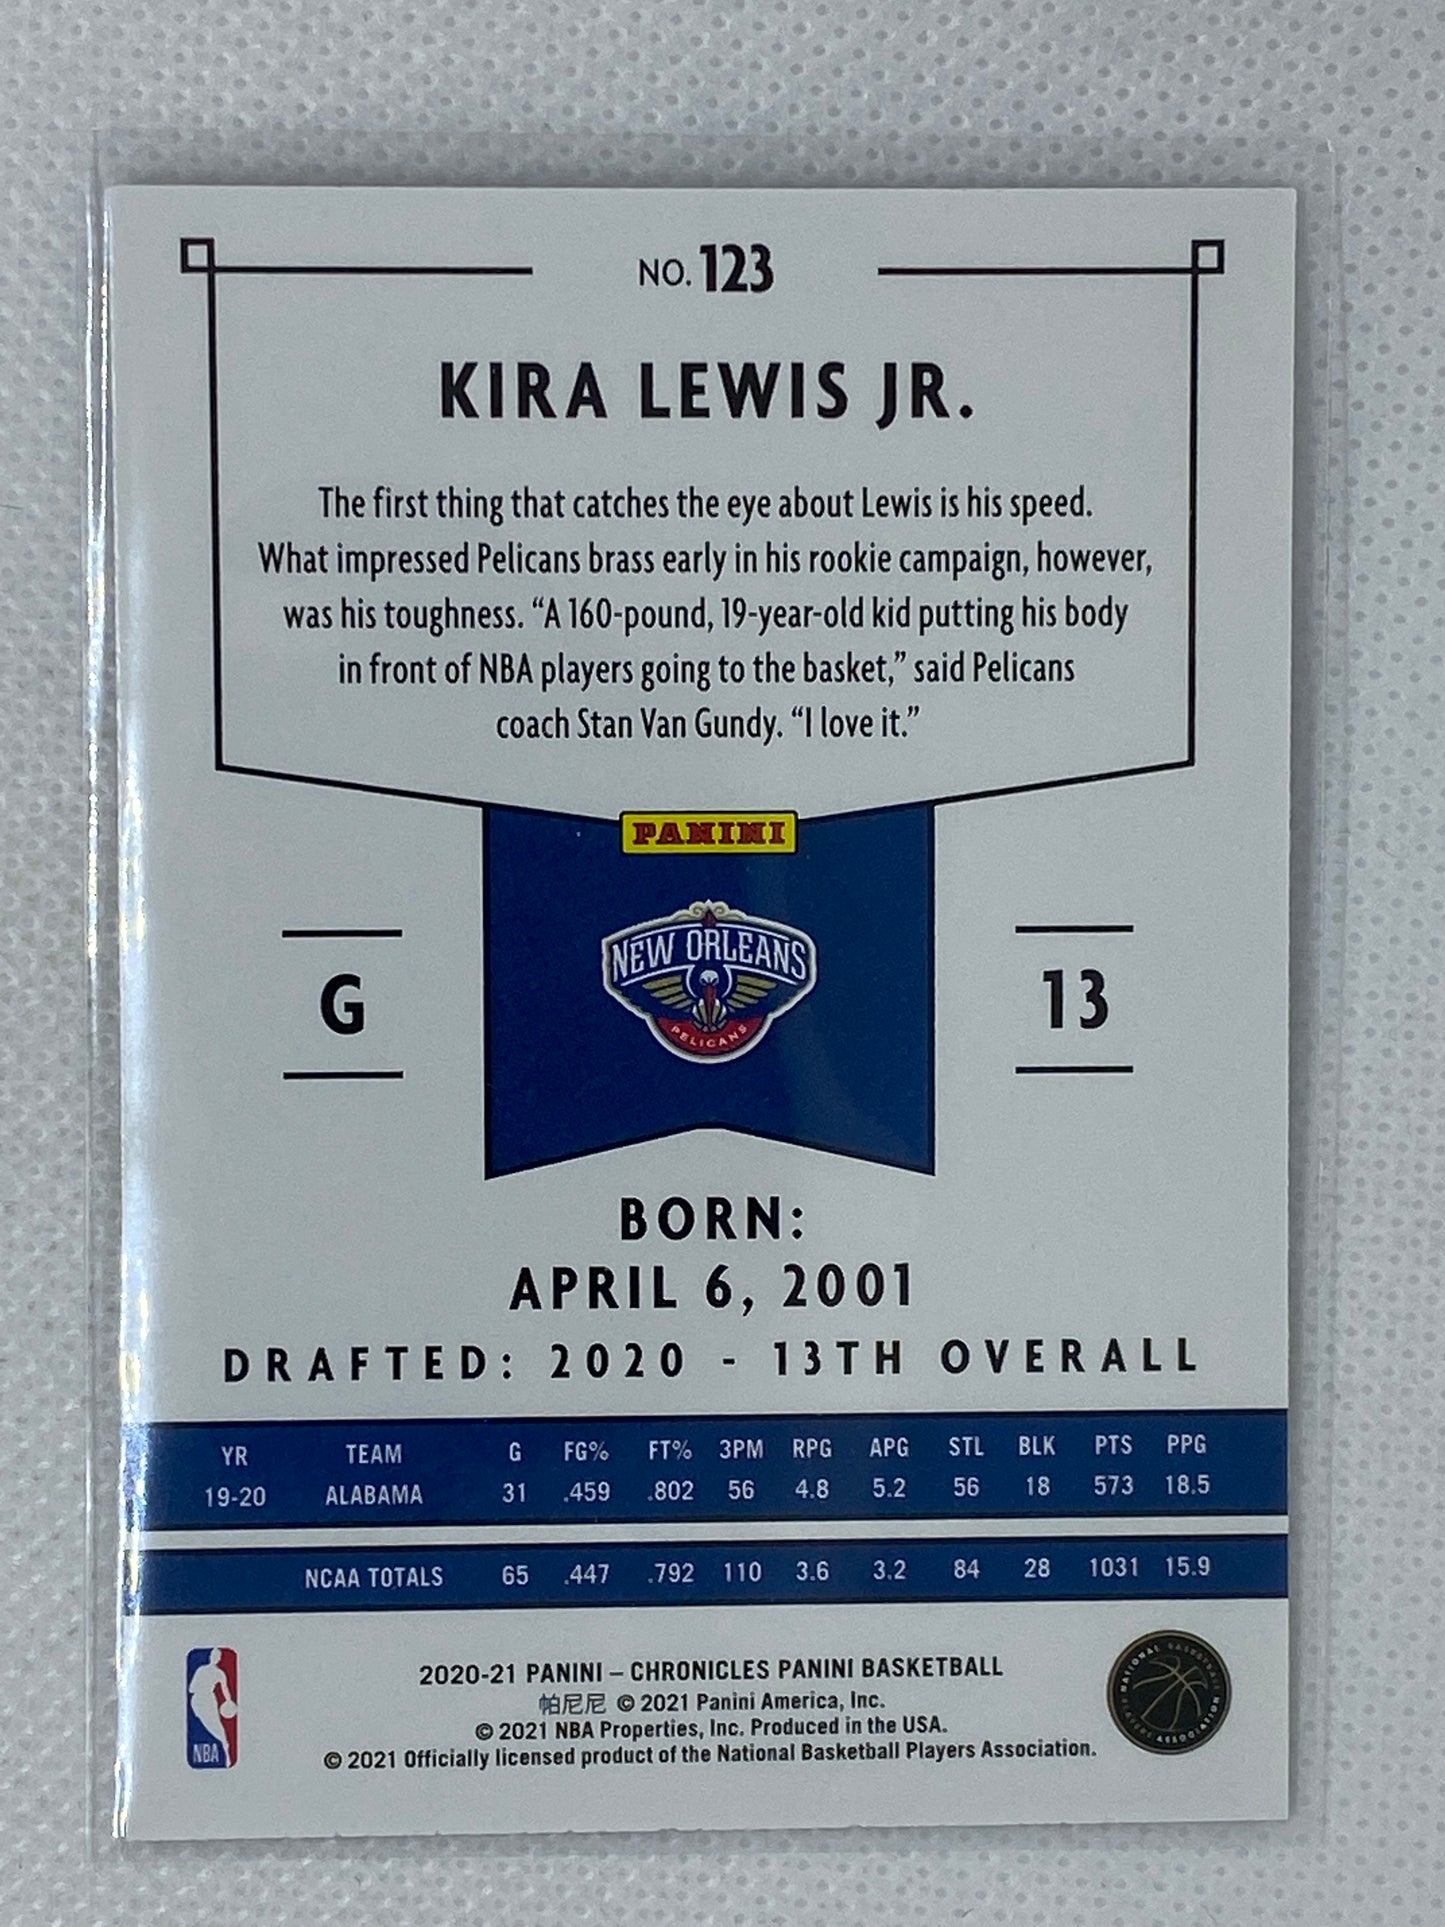 NO. 123
KIRA LEWIS JR.
The first thing that catches the eye about Lewis is his speed.
What impressed Pelicans brass early in his rookie campaign, however,
was his toughness. “A 160-pound, 19-year-old kid putting his body
in front of NBA players going to the basket,” said Pelicans
coach Stan Van Gundy. “I love it.”
PANINI
NEW ORLEANS
PELICANS
G
13
BORN:
APRIL 6, 2001
DRAFTED: 2020 - 13TH OVERALL
YR TEAM G FG% FT% 3PM RPG APG STL BLK PTS PPG
19-20 ALABAMA 31 .459 .802 56 4.8 5.2 56 18 573 18.5
NCAA TOTALS 65 .447 .792 110 3.6 3.2 84 28 1031 15.9
2020-21 PANINI – CHRONICLES PANINI BASKETBALL
帕尼尼 © 2021 Panini America, Inc.
© 2021 NBA Properties, Inc. Produced in the USA.
© 2021 Officially licensed product of the National Basketball Players Association.
NBA
NATIONAL BASKETBALL
PLAYERS ASSOCIATION